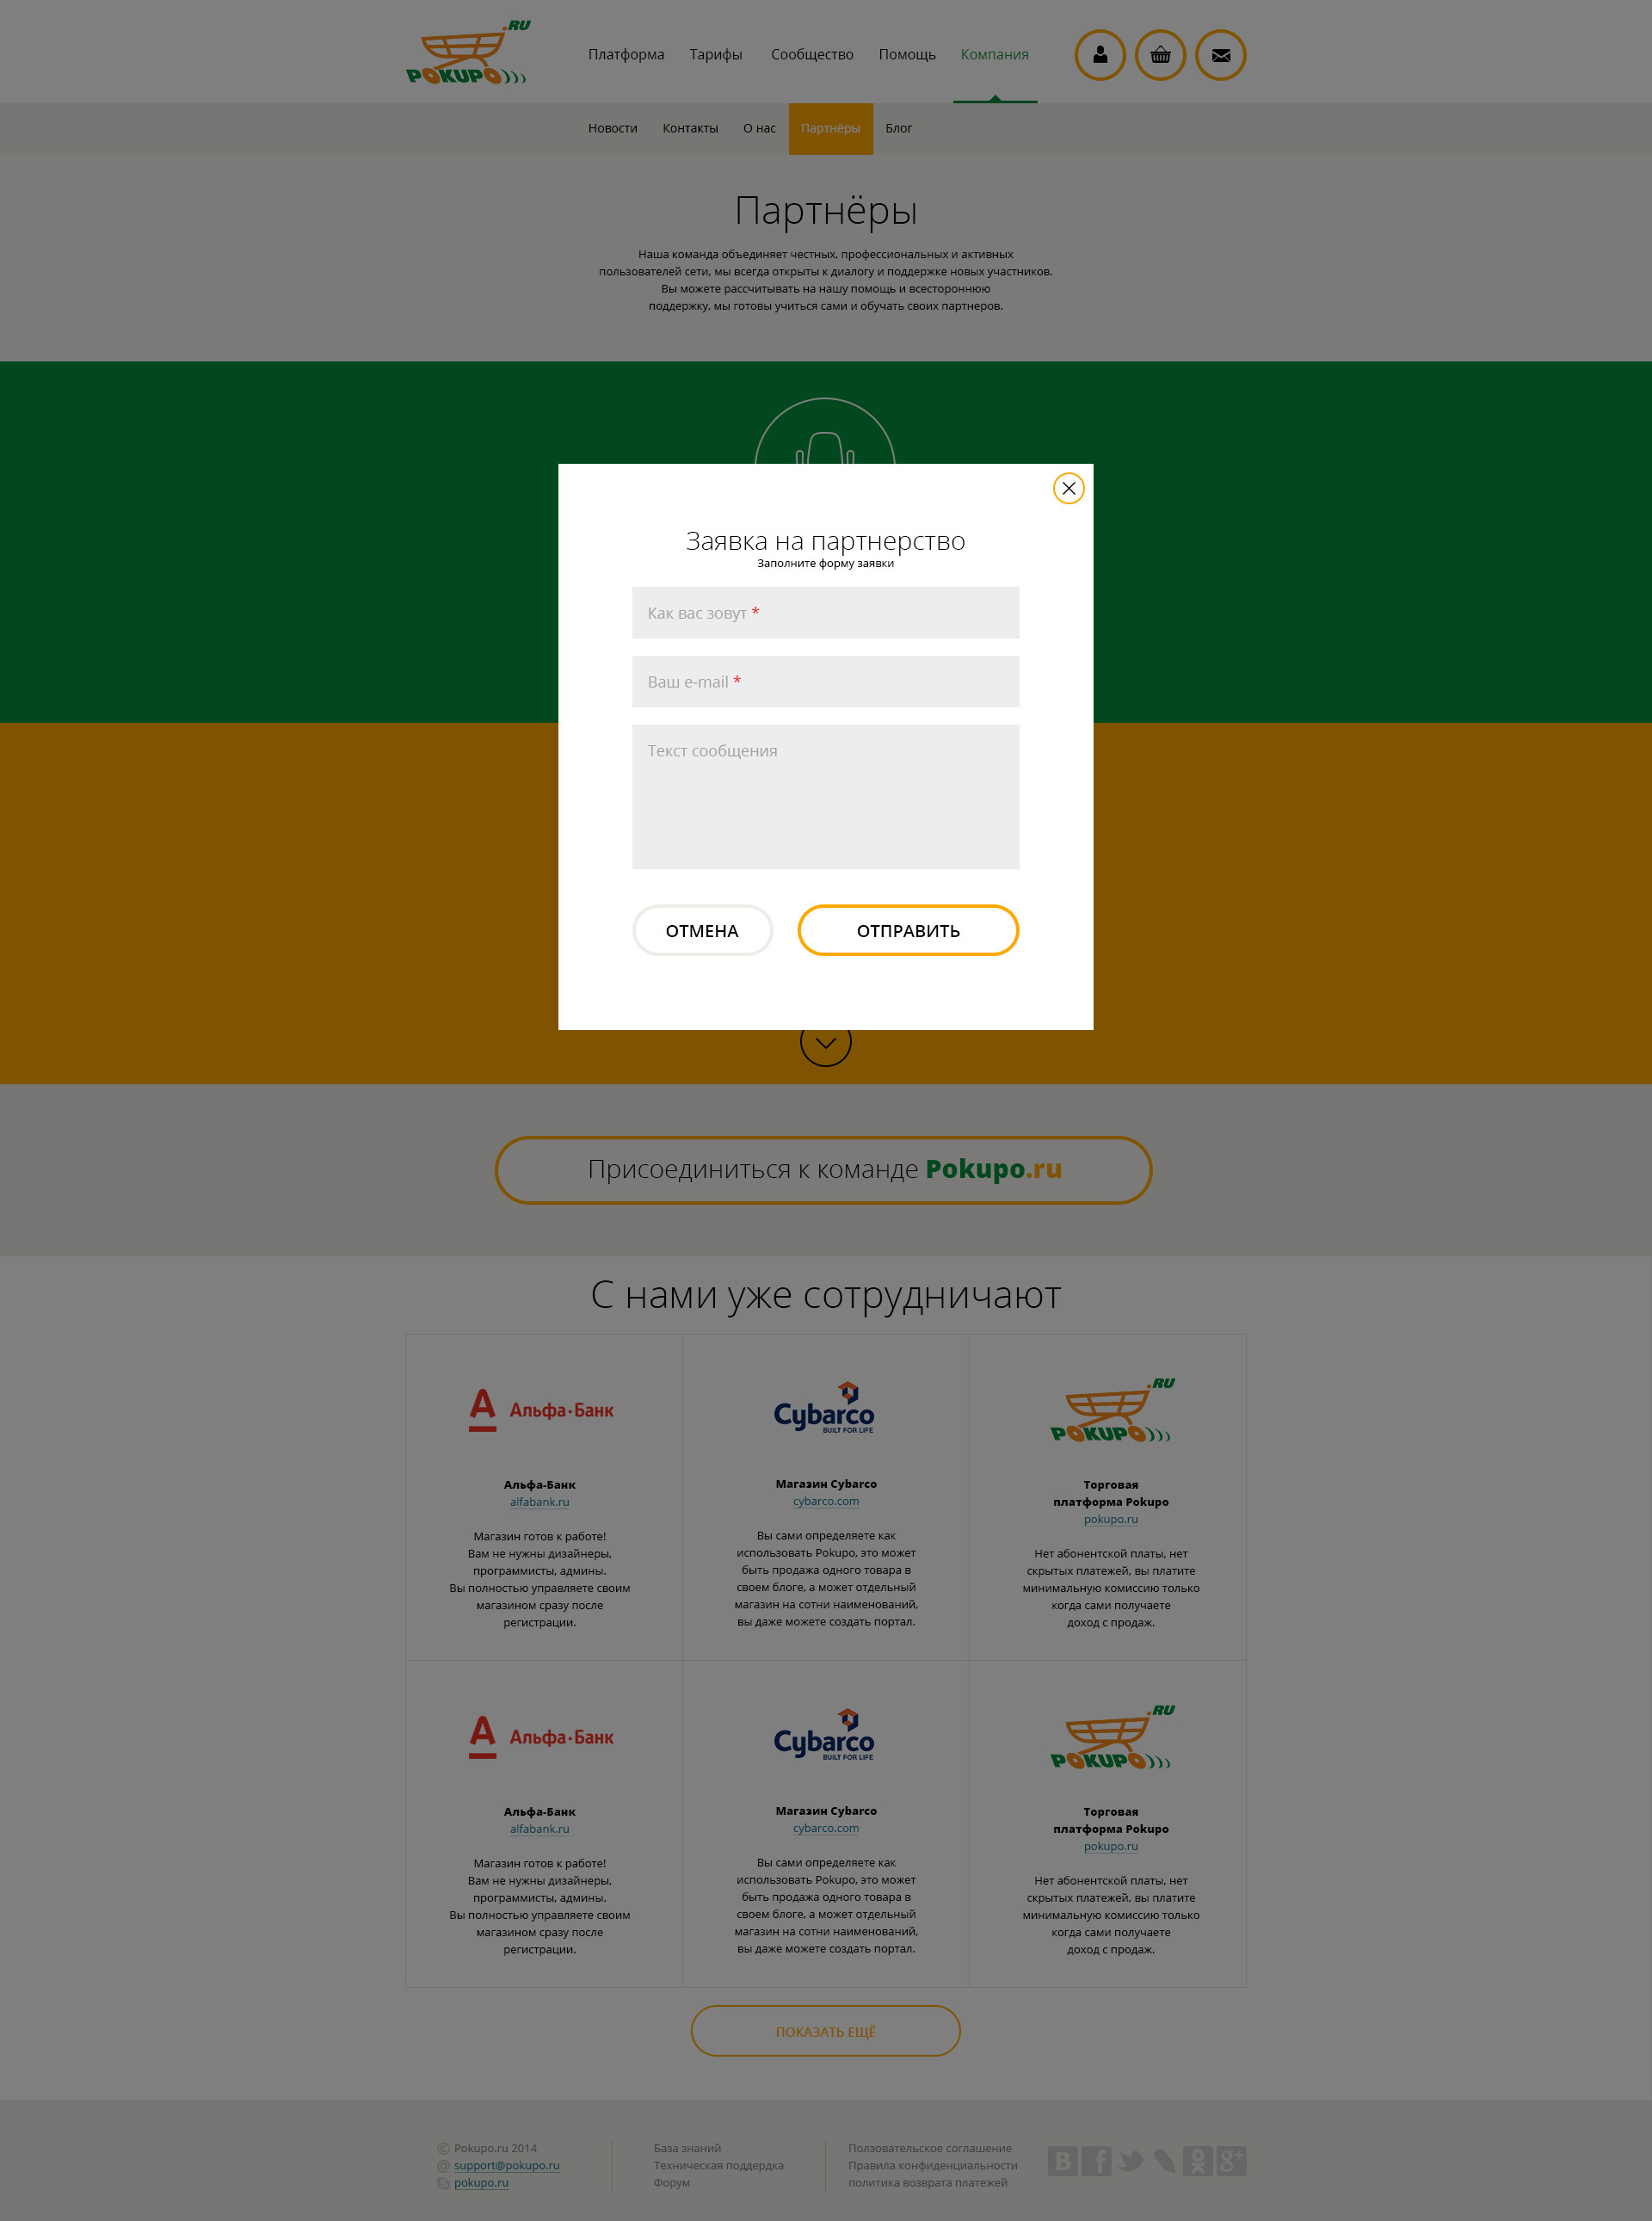 .RU
POKUPO
Платформа Тарифы Сообщество Помощь Компания
Новости Контакты О нас Партнёры Блог
Партнёры
Наша команда объединяет честных, профессиональных и активных
пользователей сети, мы всегда открыты к диалогу и поддержке новых участников.
Вы можете рассчитывать на нашу помощь и всестороннюю
поддержку, мы готовы учиться сами и обучать своих партнеров.
Заявка на партнерство
Заполните форму заявки
Как вас зовут *
Ваш e-mail *
Текст сообщения
ОТМЕНА ОТПРАВИТЬ
Присоединиться к команде Pokupo.ru
С нами уже сотрудничают
Альфа·Банк
Альфа-Банк
alfabank.ru
Магазин готов к работе!
Вам не нужны дизайнеры,
программисты, админы.
Вы полностью управляете своим
магазином сразу после
регистрации.
Cybarco
BUILT FOR LIFE
Магазин Cybarco
cybarco.com
Вы сами определяете как
использовать Pokupo, это может
быть продажа одного товара в
своем блоге, а может отдельный
магазин на сотни наименований,
вы даже можете создать портал.
.RU
POKUPO
Торговая
платформа Pokupo
pokupo.ru
Нет абонентской платы, нет
скрытых платежей, вы платите
минимальную комиссию только
когда сами получаете
доход с продаж.
Альфа·Банк
Альфа-Банк
alfabank.ru
Магазин готов к работе!
Вам не нужны дизайнеры,
программисты, админы.
Вы полностью управляете своим
магазином сразу после
регистрации.
Cybarco
BUILT FOR LIFE
Магазин Cybarco
cybarco.com
Вы сами определяете как
использовать Pokupo, это может
быть продажа одного товара в
своем блоге, а может отдельный
магазин на сотни наименований,
вы даже можете создать портал.
.RU
POKUPO
Торговая
платформа Pokupo
pokupo.ru
Нет абонентской платы, нет
скрытых платежей, вы платите
минимальную комиссию только
когда сами получаете
доход с продаж.
ПОКАЗАТЬ ЕЩЁ
© Pokupo.ru 2014
@ support@pokupo.ru
pokupo.ru
База знаний
Техническая поддердка
Форум
Ползовательское соглашение
Правила конфиденциальности
политика возврата платежей